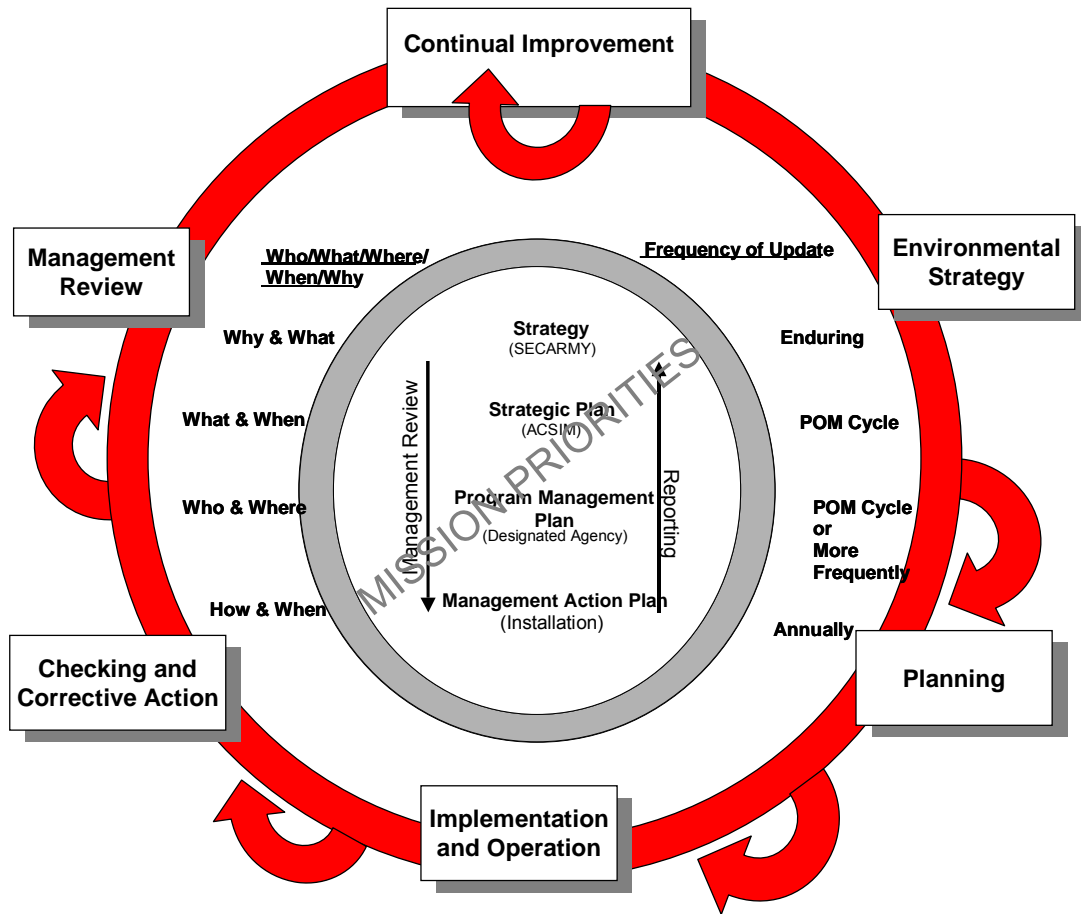 Continual Improvement
Management
Review
Who/What/Where/
When/Why
Frequency of Update
Environmental
Strategy
Why & What
Strategy
(SECARMY)
Enduring
What & When
Strategic Plan
(ACSIM)
POM Cycle
Who & Where
Program Management
Plan
(Designated Agency)
POM Cycle
or
More
Frequently
How & When
Management Action Plan
(Installation)
Annually
Management Review
Reporting
MISSION PRIORITIES
Checking and
Corrective Action
Planning
Implementation
and Operation